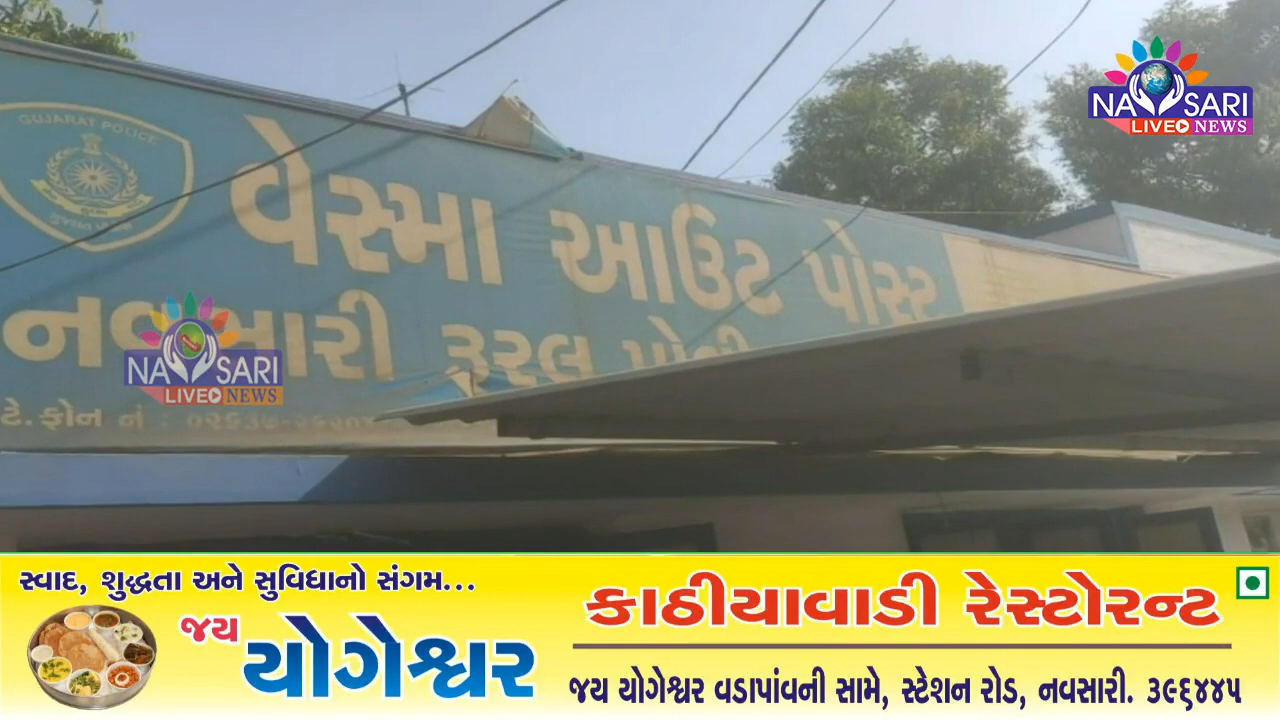 GUJARAT POLICE
ગુજરાત પોલીસ
વેસ્મા આઉટ પોસ્ટ
રૂરલ
ટે. ફોન નં :
NAVSARI
LIVE NEWS
NAVSARI
LIVE NEWS
સ્વાદ, શુદ્ધતા અને સુવિધાનો સંગમ...
જય
યોગેશ્વર
કાઠીયાવાડી રેસ્ટોરન્ટ
જય યોગેશ્વર વડાપાંવની સામે, સ્ટેશન રોડ, નવસારી. ૩૯૬૪૪૫